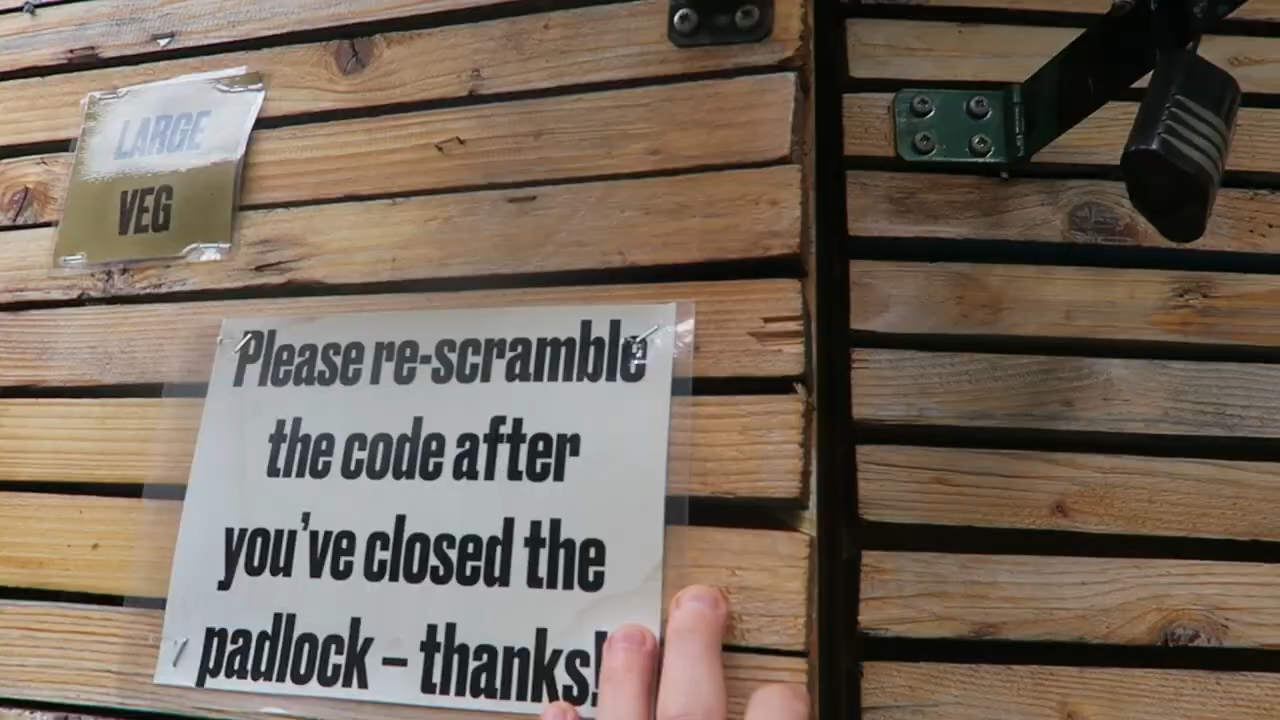 LARGE
VEG
Please re-scramble
the code after
you've closed the
padlock – thanks!